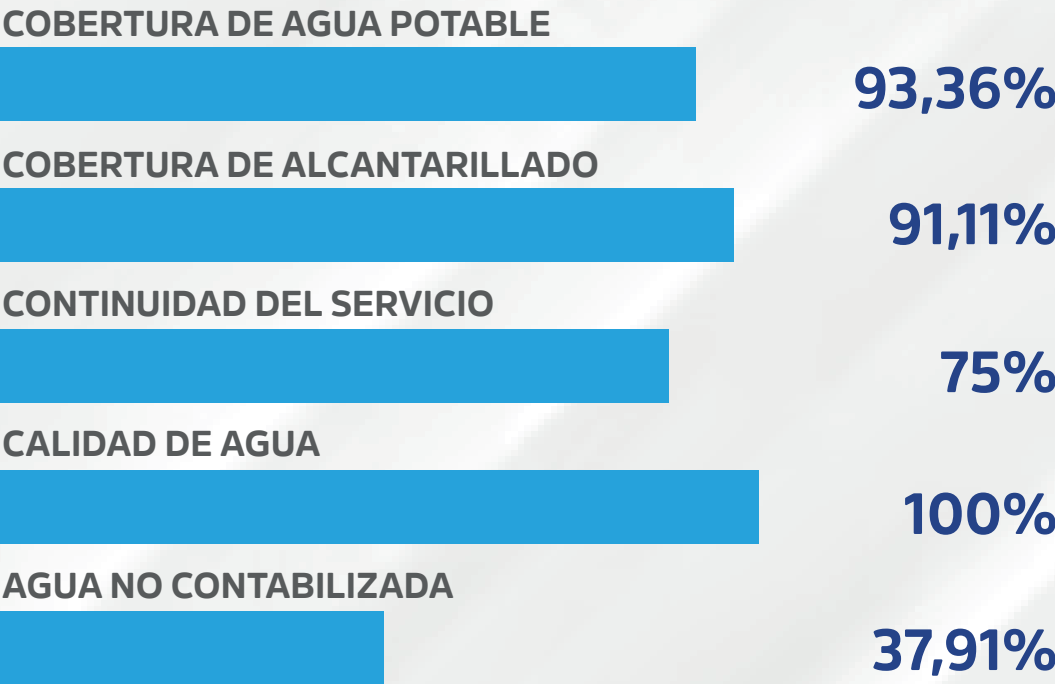 COBERTURA DE AGUA POTABLE
93,36%
COBERTURA DE ALCANTARILLADO
91,11%
CONTINUIDAD DEL SERVICIO
75%
CALIDAD DE AGUA
100%
AGUA NO CONTABILIZADA
37,91%